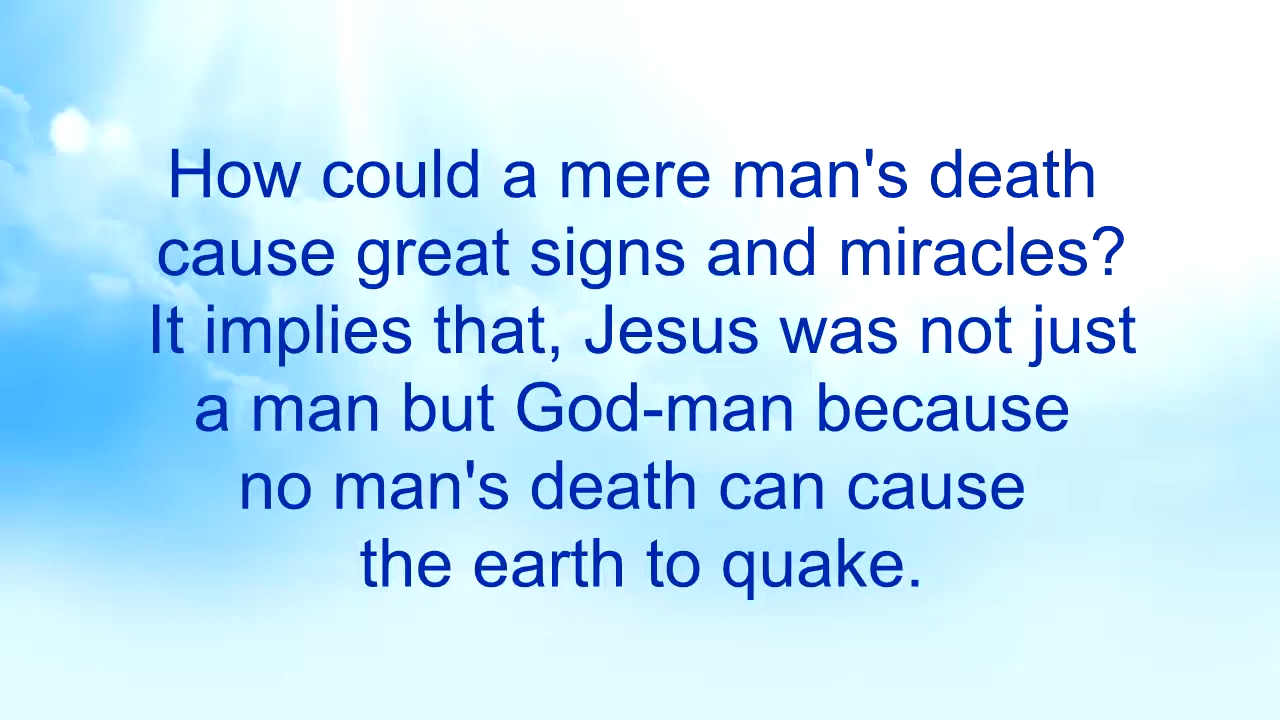 How could a mere man's death
cause great signs and miracles?
It implies that, Jesus was not just
a man but God-man because
no man's death can cause
the earth to quake.